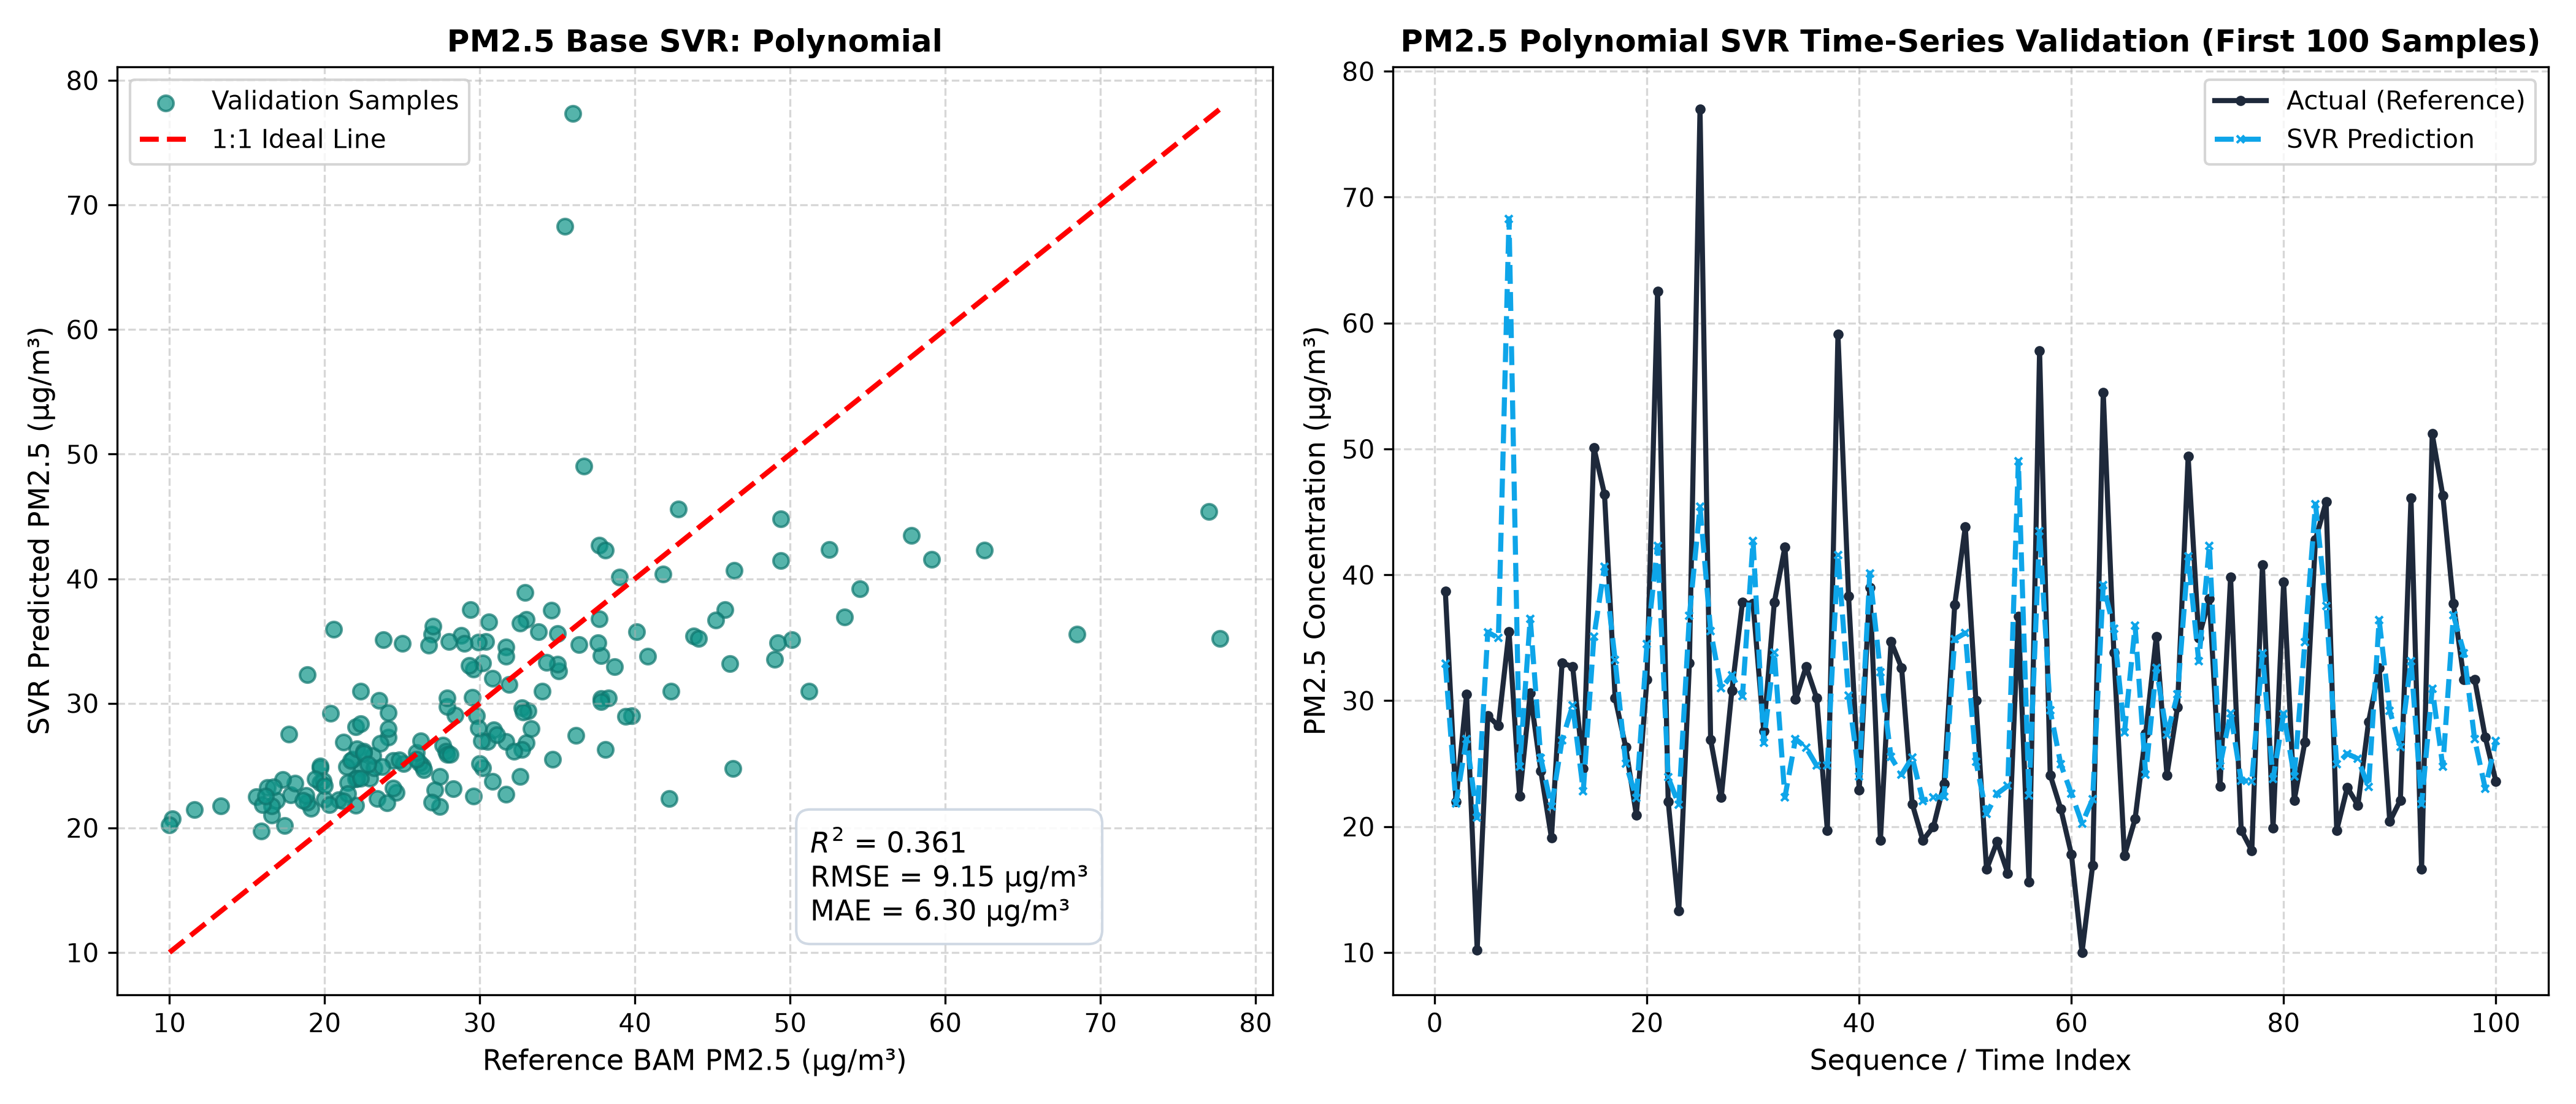 PM2.5 Base SVR: Polynomial
80
70
60
50
40
30
20
10
SVR Predicted PM2.5 (µg/m³)
Validation Samples
1:1 Ideal Line
R² = 0.361
RMSE = 9.15 µg/m³
MAE = 6.30 µg/m³
10 20 30 40 50 60 70 80
Reference BAM PM2.5 (µg/m³)
PM2.5 Polynomial SVR Time-Series Validation (First 100 Samples)
80
70
60
50
40
30
20
10
PM2.5 Concentration (µg/m³)
Actual (Reference)
SVR Prediction
0 20 40 60 80 100
Sequence / Time Index